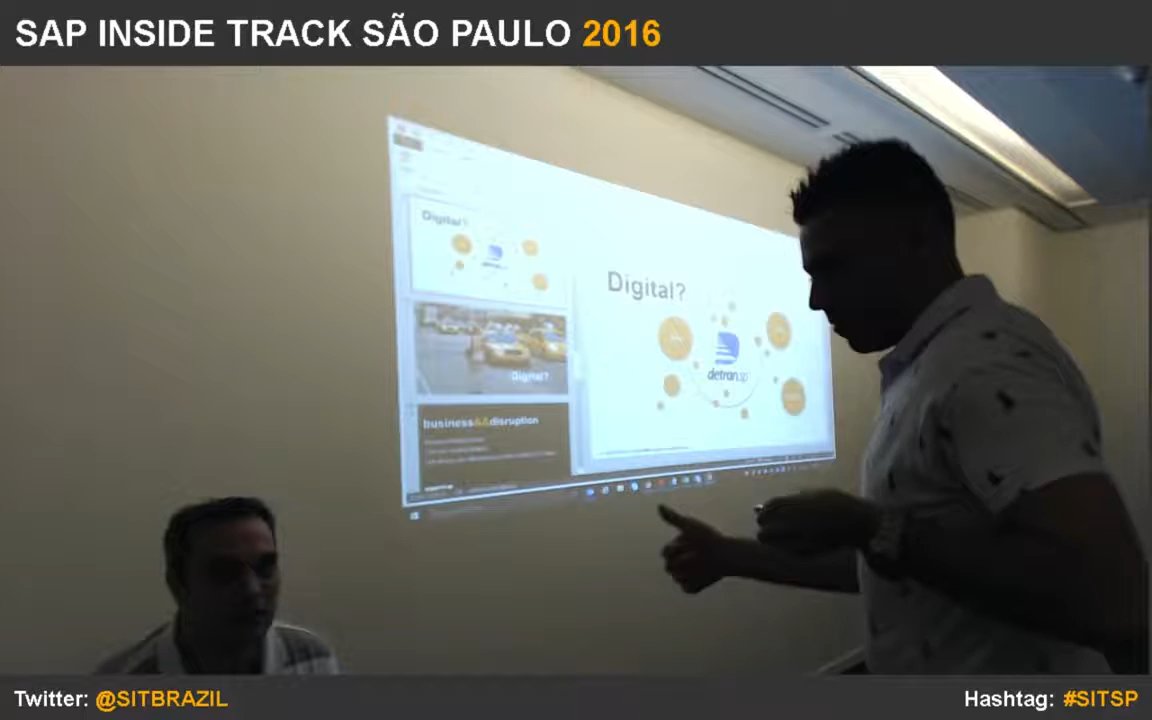 SAP INSIDE TRACK SÃO PAULO 2016
Digital?
Digital?
detran.sp
Digital?
business&&disruption
Twitter: @SITBRAZIL
Hashtag: #SITSP